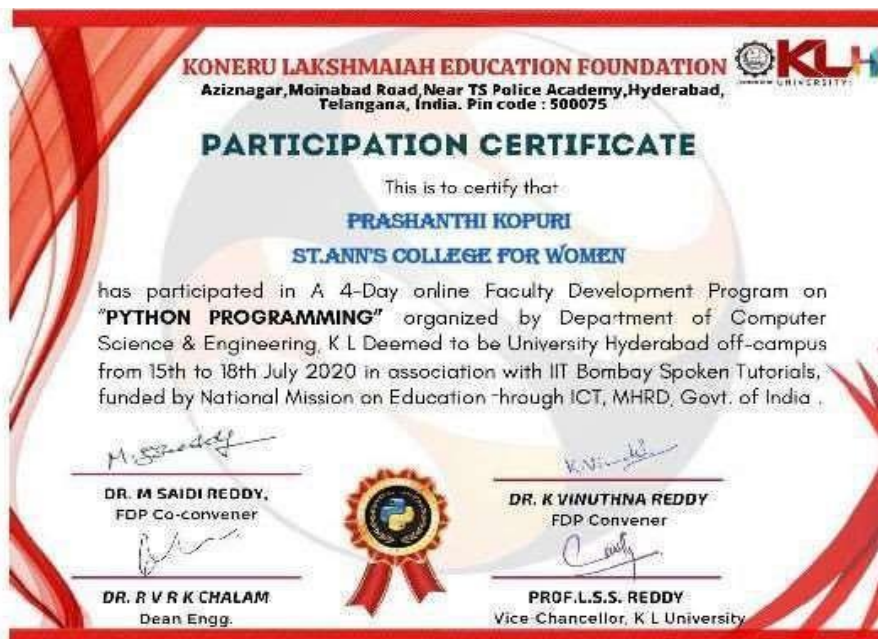 KONERU LAKSHMAIAH EDUCATION FOUNDATION
KLH
UNIVERSITY
Aziznagar,Moinabad Road,Near TS Police Academy,Hyderabad,
Telangana, India. Pin code : 500075
PARTICIPATION CERTIFICATE
This is to certify that
PRASHANTHI KOPURI
ST.ANN'S COLLEGE FOR WOMEN
has participated in A 4-Day online Faculty Development Program on
"PYTHON PROGRAMMING" organized by Department of Computer
Science & Engineering, K L Deemed to be University Hyderabad off-campus
from 15th to 18th July 2020 in association with IIT Bombay Spoken Tutorials,
funded by National Mission on Education through ICT, MHRD, Govt. of India .
M. S Reddy
DR. M SAIDI REDDY,
FDP Co-convener
DR. K VINUTHNA REDDY
FDP Convener
DR. R V R K CHALAM
Dean Engg.
PROF.L.S.S. REDDY
Vice-Chancellor, K L University